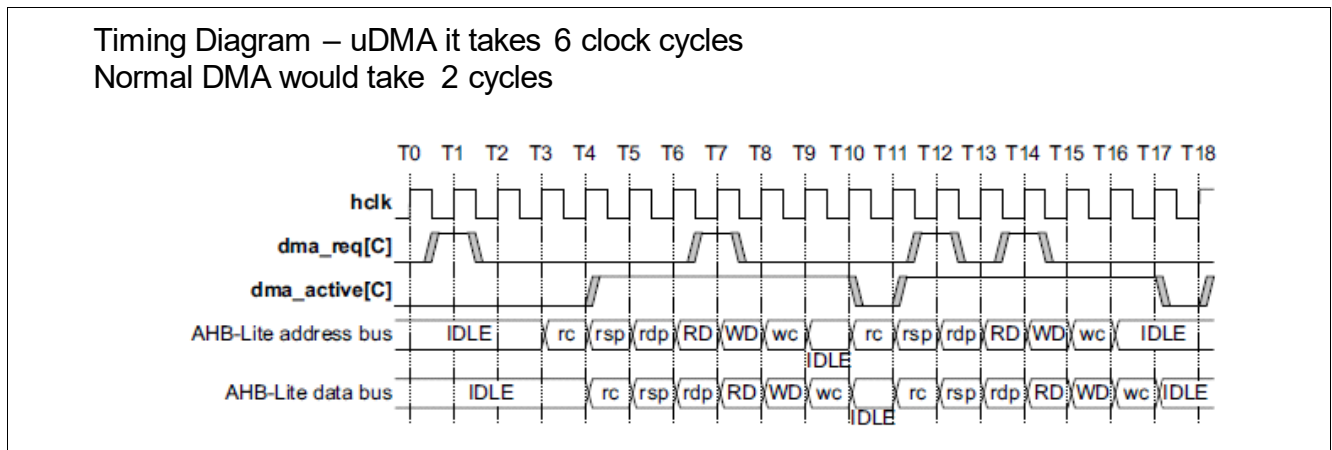 Timing Diagram – uDMA it takes 6 clock cycles
Normal DMA would take 2 cycles
T0 T1 T2 T3 T4 T5 T6 T7 T8 T9 T10 T11 T12 T13 T14 T15 T16 T17 T18
hclk
dma_req[C]
dma_active[C]
AHB-Lite address bus IDLE rc rsp rdp RD WD wc rc rsp rdp RD WD wc IDLE
IDLE
AHB-Lite data bus IDLE rc rsp rdp RD WD wc rc rsp rdp RD WD wc IDLE
IDLE